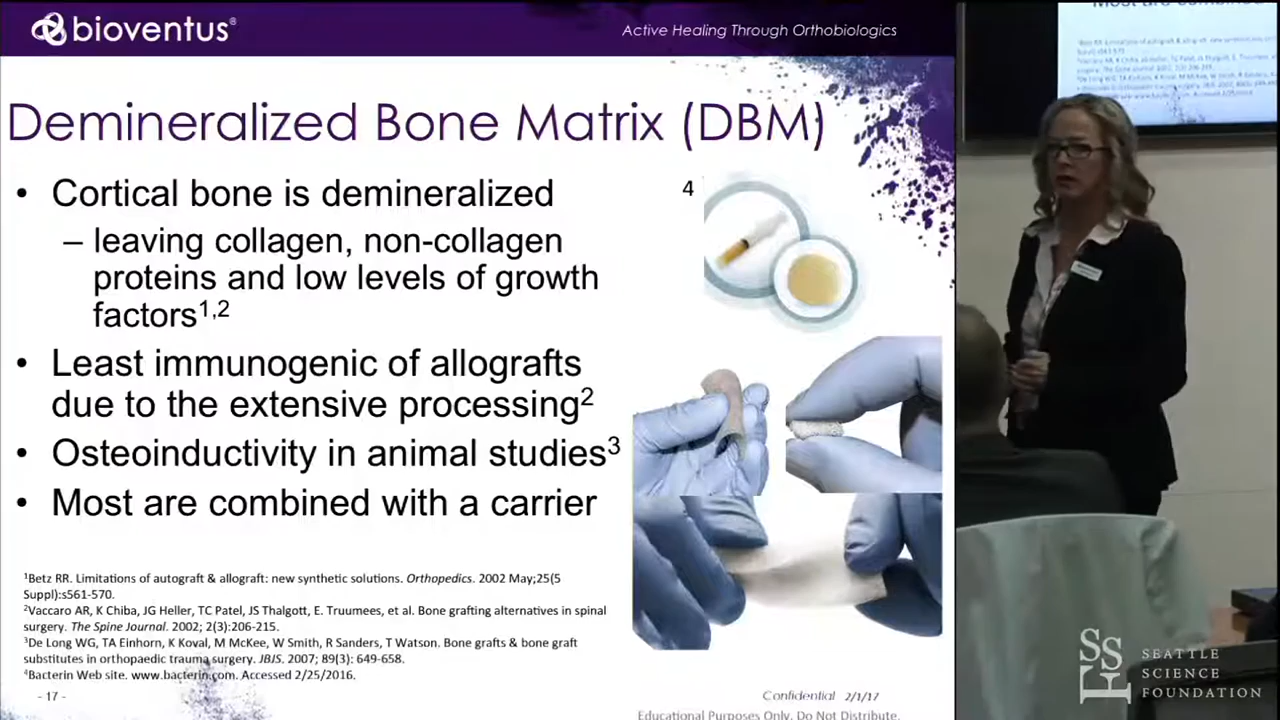 bioventus®
Active Healing Through Orthobiologics
Demineralized Bone Matrix (DBM)
• Cortical bone is demineralized
– leaving collagen, non-collagen
proteins and low levels of growth
factors1,2
• Least immunogenic of allografts
due to the extensive processing2
• Osteoinductivity in animal studies3
• Most are combined with a carrier
4
1Betz RR. Limitations of autograft & allograft: new synthetic solutions. Orthopedics. 2002 May;25(5
Suppl):s561-570.
2Vaccaro AR, K Chiba, JG Heller, TC Patel, JS Thalgott, E. Truumees, et al. Bone grafting alternatives in spinal
surgery. The Spine Journal. 2002; 2(3):206-215.
3De Long WG, TA Einhorn, K Koval, M McKee, W Smith, R Sanders, T Watson. Bone grafts & bone graft
substitutes in orthopaedic trauma surgery. JBJS. 2007; 89(3): 649-658.
4Bacterin Web site. www.bacterin.com. Accessed 2/25/2016.
- 17 -
Confidential 2/1/17
Educational Purposes Only. Do Not Distribute.
Most are combined
SSF
SEATTLE
SCIENCE
FOUNDATION